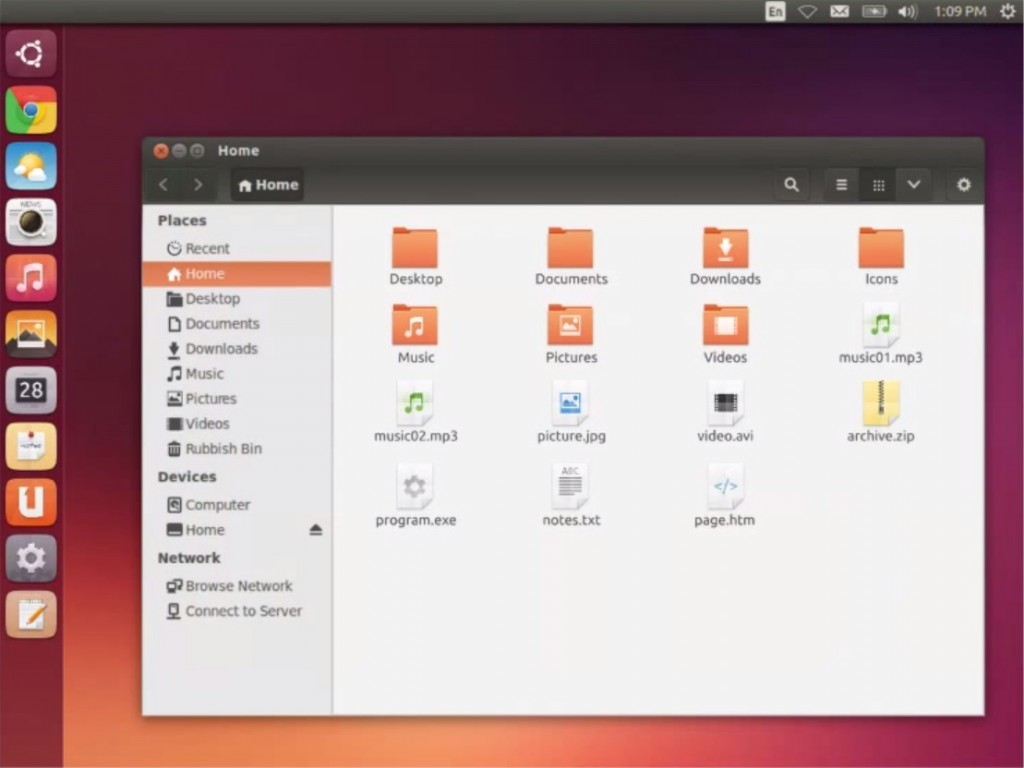 En 1:09 PM
Home
Home
Places
Recent
Home
Desktop
Documents
Downloads
Music
Pictures
Videos
Rubbish Bin
Devices
Computer
Home
Network
Browse Network
Connect to Server
Desktop Documents Downloads Icons
Music Pictures Videos music01.mp3
music02.mp3 picture.jpg video.avi archive.zip
ABC
</>
program.exe notes.txt page.htm
NEWS
28